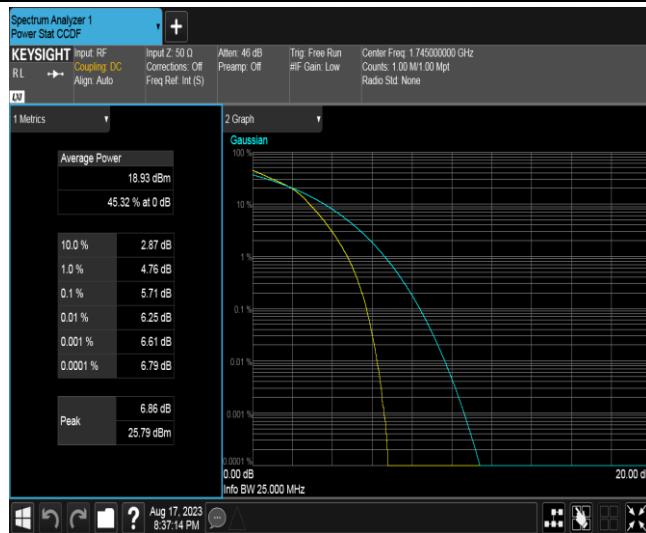 Spectrum Analyzer 1
Power Stat CCDF
+
KEYSIGHT
RL
Input: RF
Coupling: DC
Align: Auto
Input Z: 50 Ω
Corrections: Off
Freq Ref: Int (S)
Atten: 46 dB
Preamp: Off
Trig: Free Run
#IF Gain: Low
Center Freq: 1.745000000 GHz
Counts: 1.00 M/1.00 Mpt
Radio Std: None
LXI
1 Metrics
Average Power
18.93 dBm
45.32 % at 0 dB
10.0 % 2.87 dB
1.0 % 4.76 dB
0.1 % 5.71 dB
0.01 % 6.25 dB
0.001 % 6.61 dB
0.0001 % 6.79 dB
Peak
6.86 dB
25.79 dBm
2 Graph
Gaussian
100 %
10 %
1 %
0.1 %
0.01 %
0.001 %
0.0001 %
0.00 dB
20.00 d
Info BW 25.000 MHz
?
Aug 17, 2023
8:37:14 PM